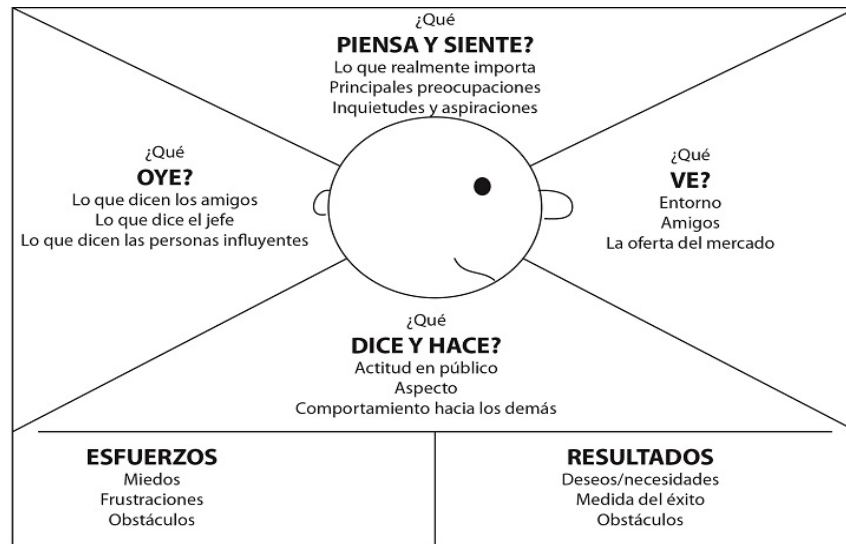 ¿Qué
PIENSA Y SIENTE?
Lo que realmente importa
Principales preocupaciones
Inquietudes y aspiraciones
¿Qué
OYE?
Lo que dicen los amigos
Lo que dice el jefe
Lo que dicen las personas influyentes
¿Qué
VE?
Entorno
Amigos
La oferta del mercado
¿Qué
DICE Y HACE?
Actitud en público
Aspecto
Comportamiento hacia los demás
ESFUERZOS
Miedos
Frustraciones
Obstáculos
RESULTADOS
Deseos/necesidades
Medida del éxito
Obstáculos